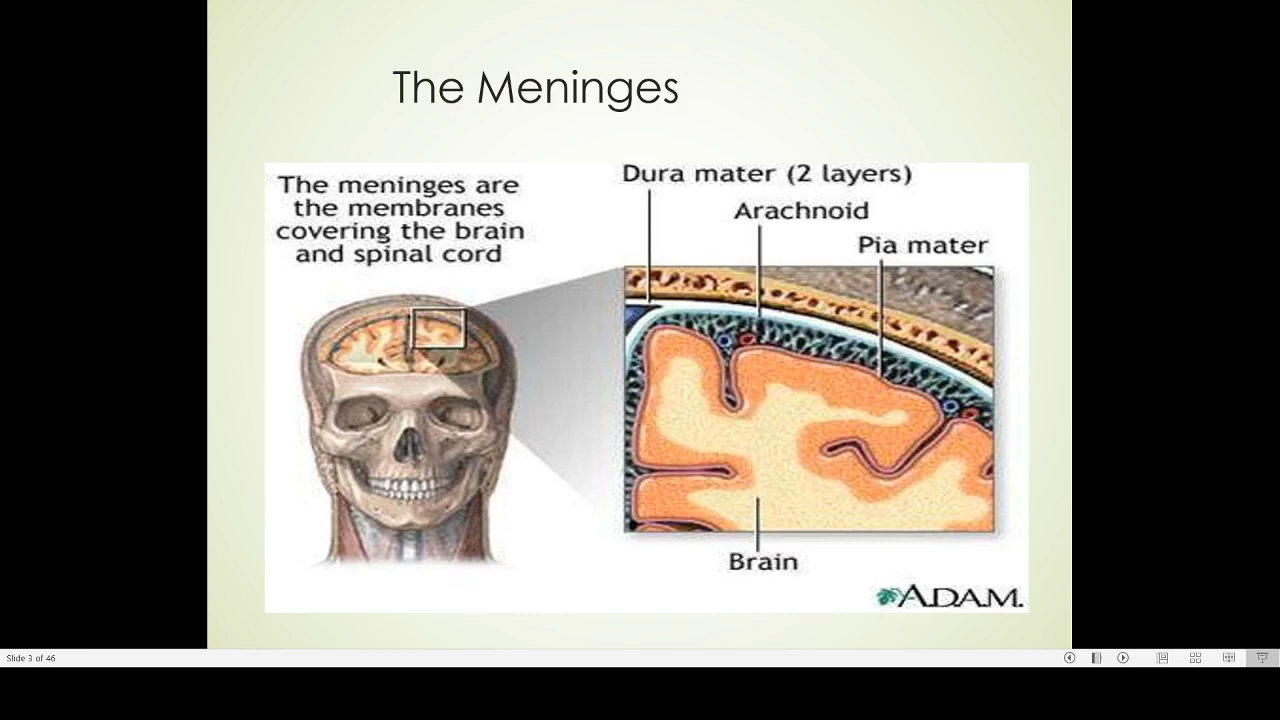 The Meninges
The meninges are
the membranes
covering the brain
and spinal cord
Dura mater (2 layers)
Arachnoid
Pia mater
Brain
ADAM.
Slide 3 of 46